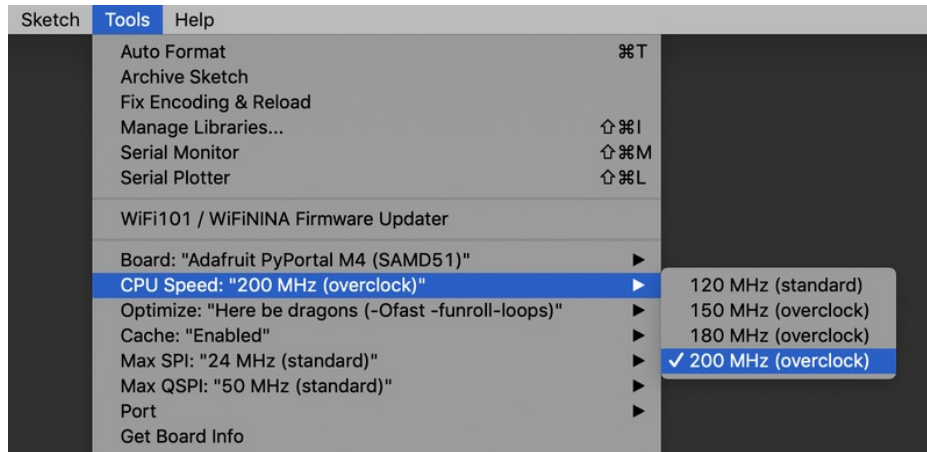 Sketch Tools Help
Auto Format ⌘T
Archive Sketch
Fix Encoding & Reload
Manage Libraries... ⇧⌘I
Serial Monitor ⇧⌘M
Serial Plotter ⇧⌘L
WiFi101 / WiFiNINA Firmware Updater
Board: "Adafruit PyPortal M4 (SAMD51)" ▶
CPU Speed: "200 MHz (overclock)" ▶
Optimize: "Here be dragons (-Ofast -funroll-loops)" ▶
Cache: "Enabled" ▶
Max SPI: "24 MHz (standard)" ▶
Max QSPI: "50 MHz (standard)" ▶
Port ▶
Get Board Info
120 MHz (standard)
150 MHz (overclock)
180 MHz (overclock)
✓ 200 MHz (overclock)